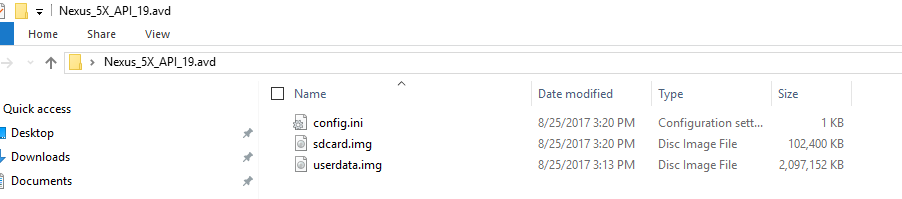 Nexus_5X_API_19.avd
Home Share View
Nexus_5X_API_19.avd
Name Date modified Type Size
Quick access
config.ini 8/25/2017 3:20 PM Configuration sett... 1 KB
Desktop
sdcard.img 8/25/2017 3:20 PM Disc Image File 102,400 KB
Downloads
userdata.img 8/25/2017 3:13 PM Disc Image File 2,097,152 KB
Documents